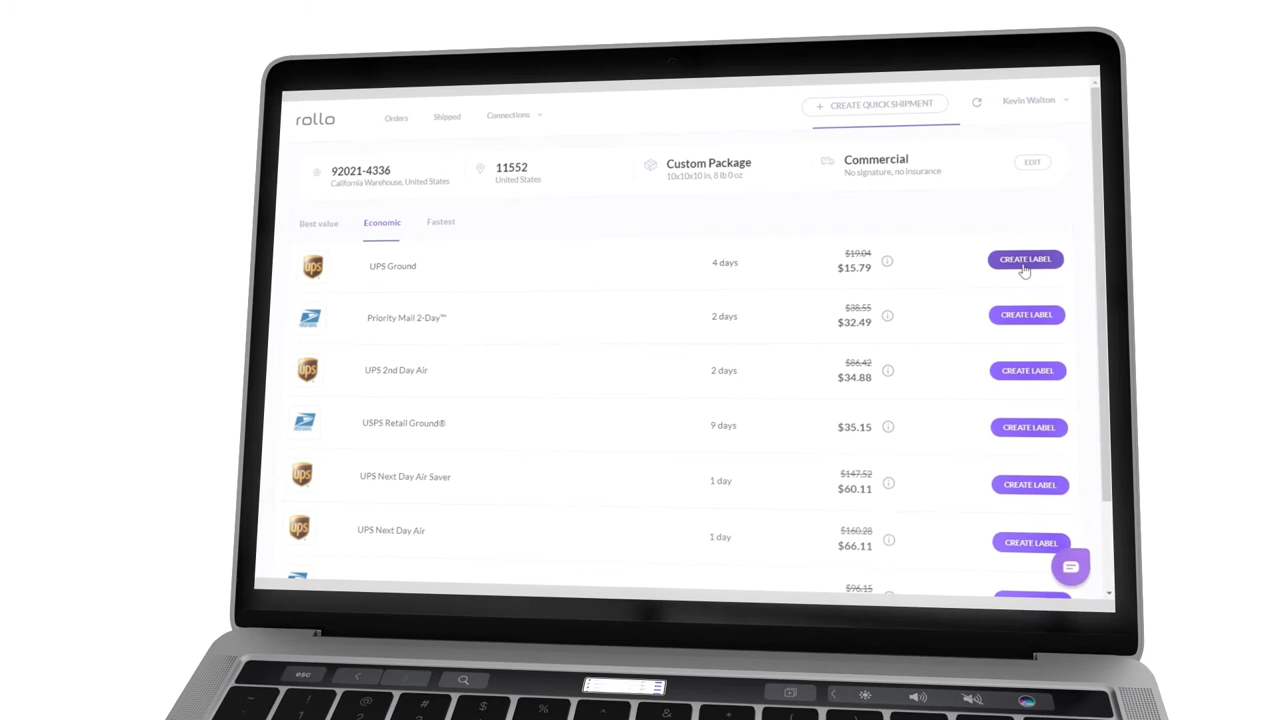 rollo
Orders
Shipped
Connections
+ CREATE QUICK SHIPMENT
Kevin Walton
92021-4336
California Warehouse, United States
11552
United States
Custom Package
10x10x10 in, 8 lb 0 oz
Commercial
No signature, no insurance
EDIT
Best value
Economic
Fastest
ups
UPS Ground
4 days
$19.04
$15.79
CREATE LABEL
Priority Mail 2-Day™
2 days
$38.55
$32.49
CREATE LABEL
ups
UPS 2nd Day Air
2 days
$86.42
$34.88
CREATE LABEL
USPS Retail Ground®
9 days
$35.15
CREATE LABEL
ups
UPS Next Day Air Saver
1 day
$147.52
$60.11
CREATE LABEL
ups
UPS Next Day Air
1 day
$160.28
$66.11
CREATE LABEL
$96.15
esc